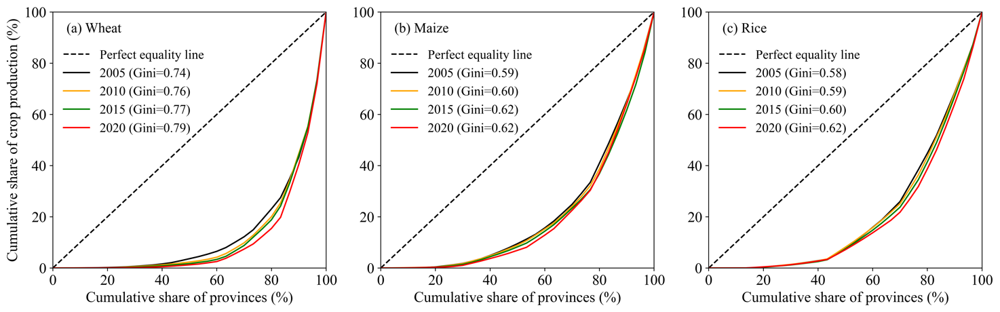 Cumulative share of crop production (%)
100
80
60
40
20
0
(a) Wheat
Perfect equality line
2005 (Gini=0.74)
2010 (Gini=0.76)
2015 (Gini=0.77)
2020 (Gini=0.79)
0 20 40 60 80 100
Cumulative share of provinces (%)
100
80
60
40
20
0
(b) Maize
Perfect equality line
2005 (Gini=0.59)
2010 (Gini=0.60)
2015 (Gini=0.62)
2020 (Gini=0.62)
0 20 40 60 80 100
Cumulative share of provinces (%)
100
80
60
40
20
0
(c) Rice
Perfect equality line
2005 (Gini=0.58)
2010 (Gini=0.59)
2015 (Gini=0.60)
2020 (Gini=0.62)
0 20 40 60 80 100
Cumulative share of provinces (%)